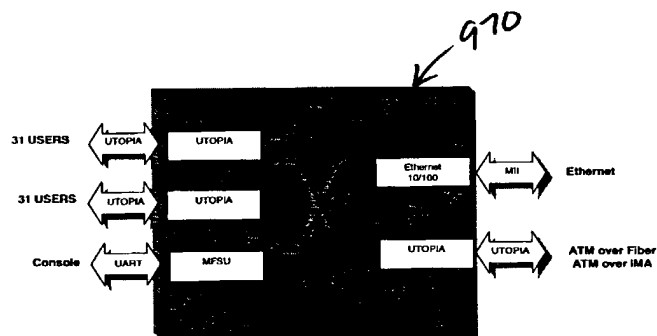 970
31 USERS UTOPIA UTOPIA
Ethernet 10/100 MII Ethernet
31 USERS UTOPIA UTOPIA
Console UART MFSU
UTOPIA UTOPIA ATM over Fiber
ATM over IMA